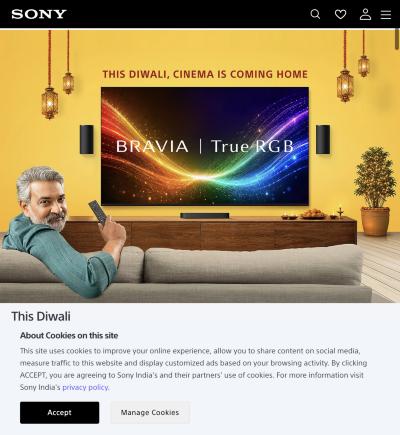 SONY
THIS DIWALI, CINEMA IS COMING HOME
BRAVIA | True RGB
This Diwali
About Cookies on this site
This site uses cookies to improve your online experience, allow you to share content on social media,
measure traffic to this website and display customized ads based on your browsing activity. By clicking
ACCEPT, you are agreeing to Sony India's and their partners' use of cookies. For more information visit
Sony India's privacy policy.
Accept
Manage Cookies